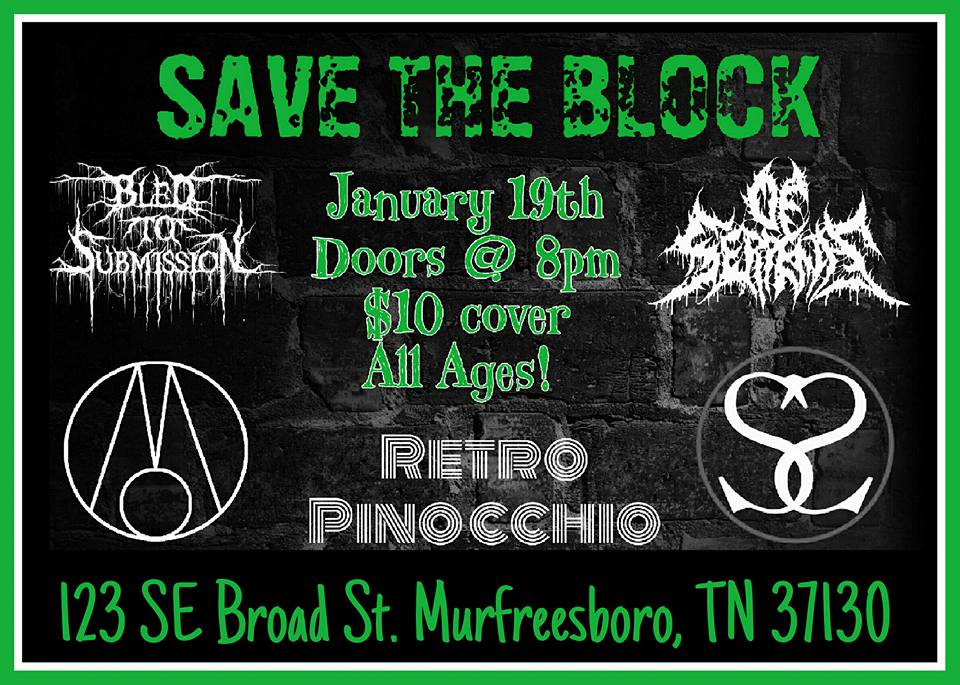 SAVE THE BLOCK
BLED
TO
SUBMISSION
January 19th
Doors @ 8pm
$10 cover
All Ages!
OF
RETRO
PINOCCHIO
123 SE Broad St. Murfreesboro, TN 37130